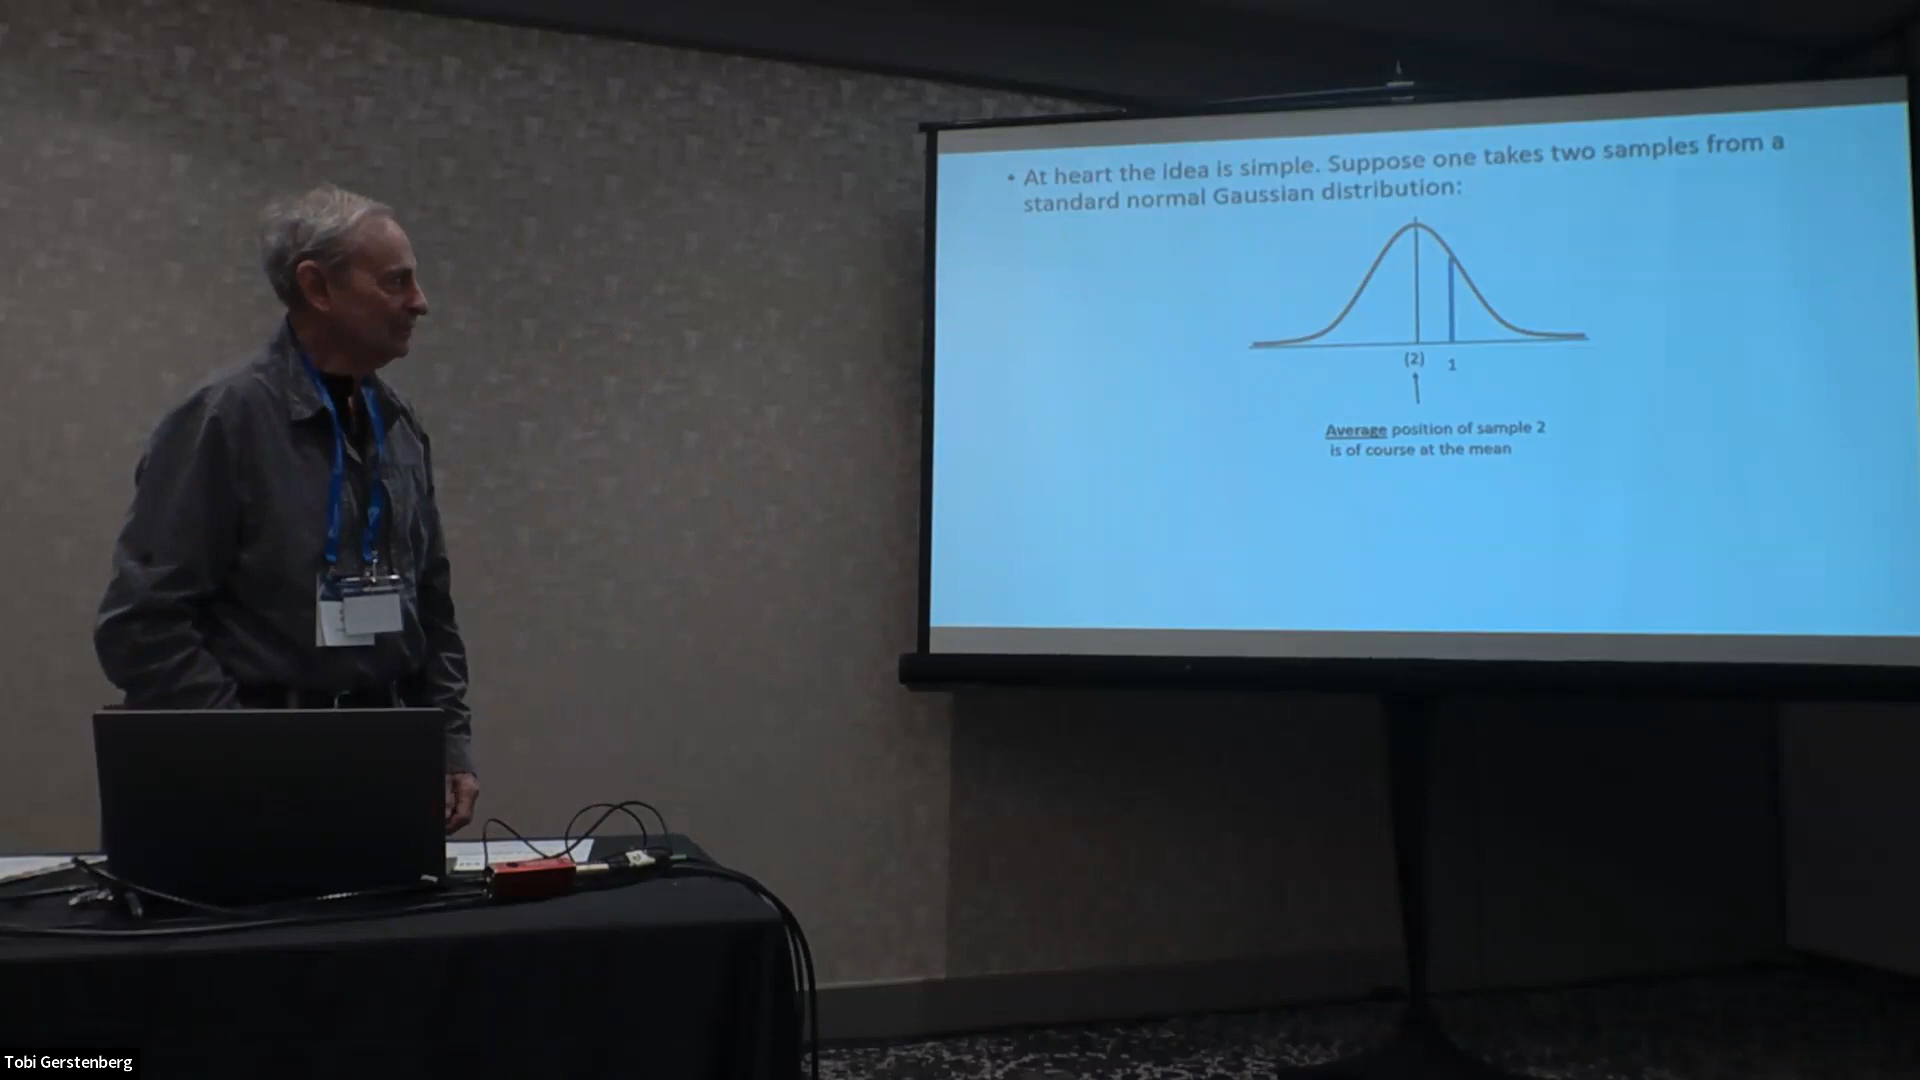 • At heart the idea is simple. Suppose one takes two samples from a
standard normal Gaussian distribution:
(2) 1
Average position of sample 2
is of course at the mean
Tobi Gerstenberg